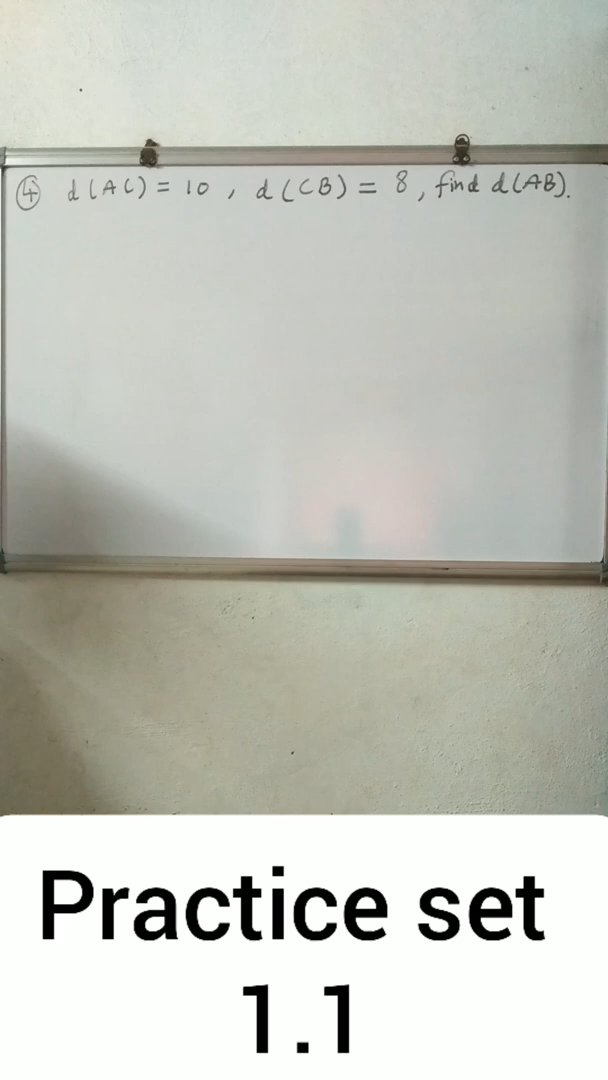 ④ d(AC) = 10 , d(CB) = 8, find d(AB).
Practice set
1.1